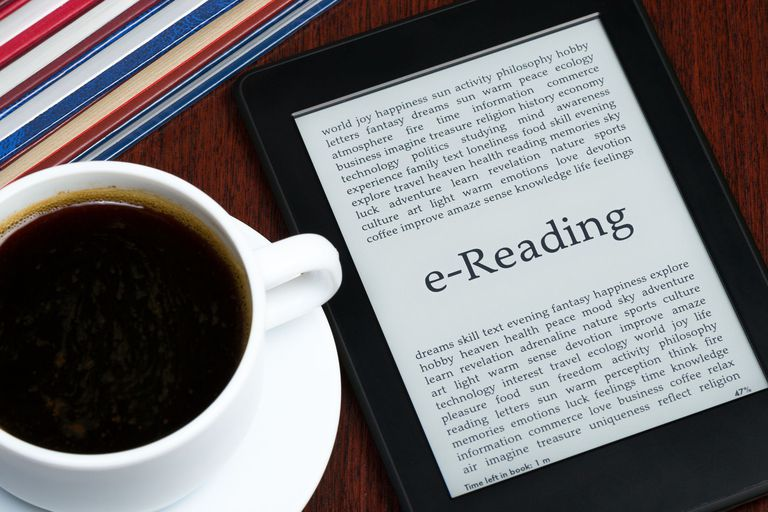 world joy happiness sun activity philosophy hobby
letters fantasy dreams sun warm peace ecology
atmosphere fire time information commerce
business imagine treasure religion history economy
technology politics studying mind awareness
experience family text loneliness food skill evening
explore travel heaven health reading memories sky
luck adventure learn revelation nature sports
culture art light warm emotions love devotion
coffee improve amaze sense knowledge life feelings
e-Reading
dreams skill text evening fantasy happiness explore
hobby heaven health peace mood sky adventure
learn revelation adrenaline nature sports culture
art light warm sense devotion improve amaze
technology interest travel ecology world joy life
pleasure food sun freedom activity philosophy
reading letters sun warm perception think fire
memories emotions luck feelings time knowledge
information commerce love business coffee relax
air imagine treasure uniqueness reflect religion
Time left in book: 1 m
47%